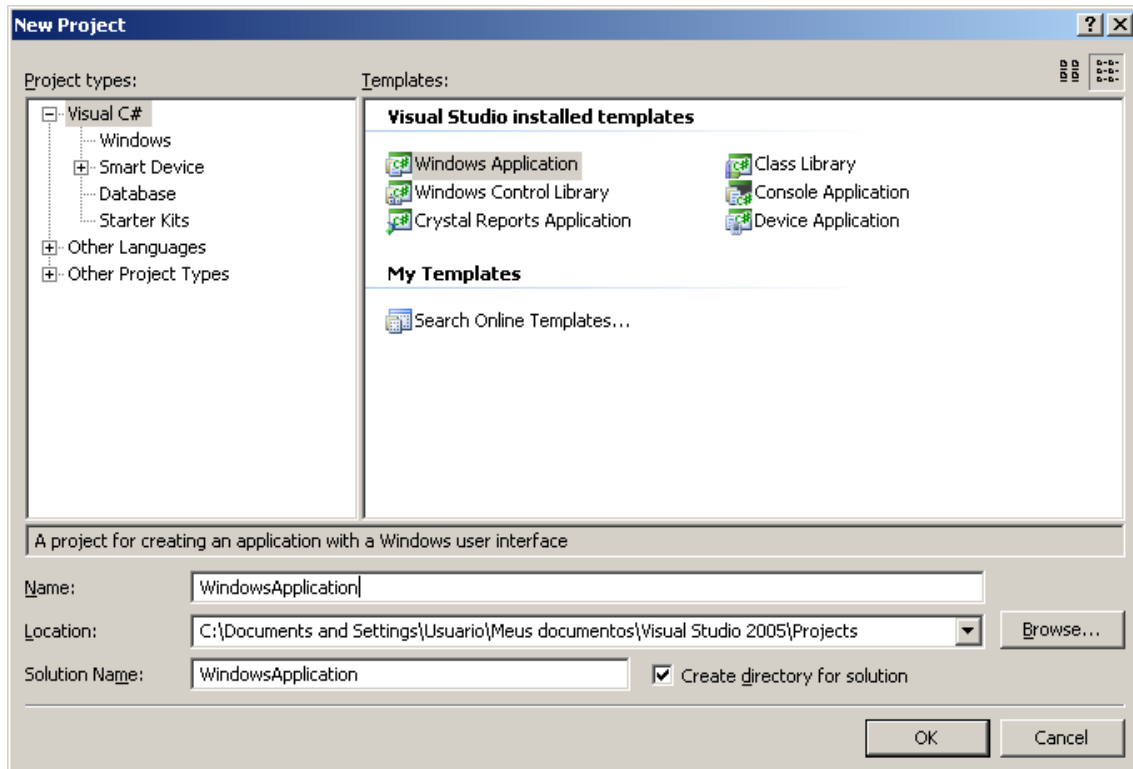 New Project
Project types:
Templates:
Visual C#
Windows
Smart Device
Database
Starter Kits
Other Languages
Other Project Types
Visual Studio installed templates
Windows Application
Class Library
Windows Control Library
Console Application
Crystal Reports Application
Device Application
My Templates
Search Online Templates...
A project for creating an application with a Windows user interface
Name:
WindowsApplication
Location:
C:\Documents and Settings\Usuario\Meus documentos\Visual Studio 2005\Projects
Browse...
Solution Name:
WindowsApplication
Create directory for solution
OK
Cancel